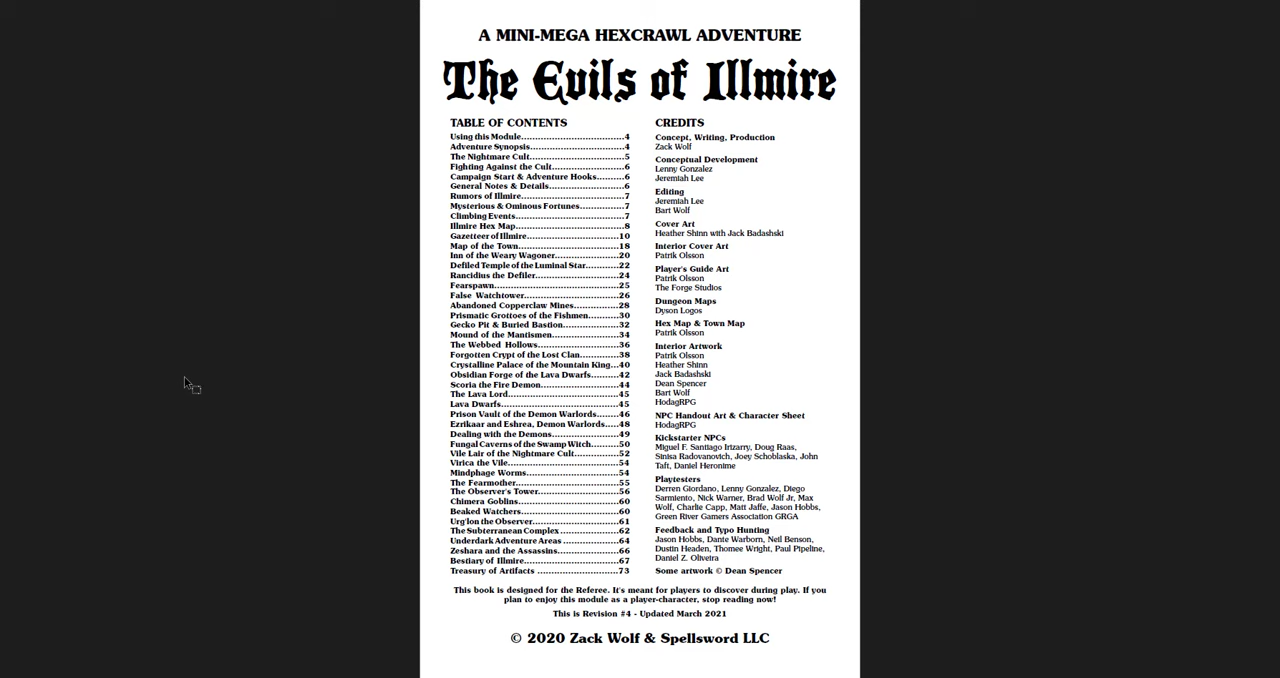 A MINI-MEGA HEXCRAWL ADVENTURE
The Evils of Illmire
TABLE OF CONTENTS
Using this Module.....................................4
Adventure Synopsis................................4
The Nightmare Cult..................................5
Fighting Against the Cult..........................6
Campaign Start & Adventure Hooks..........6
General Notes & Details...........................6
Rumors of Illmire......................................7
Mysterious & Ominous Fortunes................7
Climbing Events.......................................7
Illmire Hex Map.......................................8
Gazetteer of Illmire.................................10
Map of the Town....................................18
Inn of the Weary Wagoner.......................20
Defiled Temple of the Luminal Star............22
Rancidius the Defiler..............................24
Fearspawn............................................25
False Watchtower..................................26
Abandoned Copperclaw Mines................28
Prismatic Grottoes of the Fishmen...........30
Gecko Pit & Buried Bastion....................32
Mound of the Mantismen........................34
The Webbed Hollows.............................36
Forgotten Crypt of the Lost Clan..............38
Crystalline Palace of the Mountain King...40
Obsidian Forge of the Lava Dwarfs..........42
Scoria the Fire Demon............................44
The Lava Lord.......................................45
Lava Dwarfs..........................................45
Prison Vault of the Demon Warlords........46
Ezrikaar and Eshrea, Demon Warlords.....48
Dealing with the Demons........................49
Fungal Caverns of the Swamp Witch..........50
Vile Lair of the Nightmare Cult................52
Virica the Vile........................................54
Mindphage Worms.................................54
The Fearmother.....................................55
The Observer's Tower............................56
Chimera Goblins....................................60
Beaked Watchers...................................60
Urg'lon the Observer..............................61
The Subterranean Complex .....................62
Underdark Adventure Areas ....................64
Zeshara and the Assassins......................66
Bestiary of Illmire..................................67
Treasury of Artifacts .............................73
CREDITS
Concept, Writing, Production
Zack Wolf
Conceptual Development
Lenny Gonzalez
Jeremiah Lee
Editing
Jeremiah Lee
Bart Wolf
Cover Art
Heather Shinn with Jack Badashski
Interior Cover Art
Patrik Olsson
Player's Guide Art
Patrik Olsson
The Forge Studios
Dungeon Maps
Dyson Logos
Hex Map & Town Map
Patrik Olsson
Interior Artwork
Patrik Olsson
Heather Shinn
Jack Badashski
Dean Spencer
Bart Wolf
HodagRPG
NPC Handout Art & Character Sheet
HodagRPG
Kickstarter NPCs
Miguel F. Santiago Irizarry, Doug Raas,
Sinisa Radovanovich, Joey Schoblaska, John
Taft, Daniel Heronime
Playtesters
Derren Giordano, Lenny Gonzalez, Diego
Sarmiento, Nick Warner, Brad Wolf Jr, Max
Wolf, Charlie Capp, Matt Jaffe, Jason Hobbs,
Green River Gamers Association GRGA
Feedback and Typo Hunting
Jason Hobbs, Dante Warborn, Neil Benson,
Dustin Headen, Thomee Wright, Paul Pipeline,
Daniel Z. Oliveira
Some artwork © Dean Spencer
This book is designed for the Referee. It's meant for players to discover during play. If you
plan to enjoy this module as a player-character, stop reading now!
This is Revision #4 - Updated March 2021
© 2020 Zack Wolf & Spellsword LLC